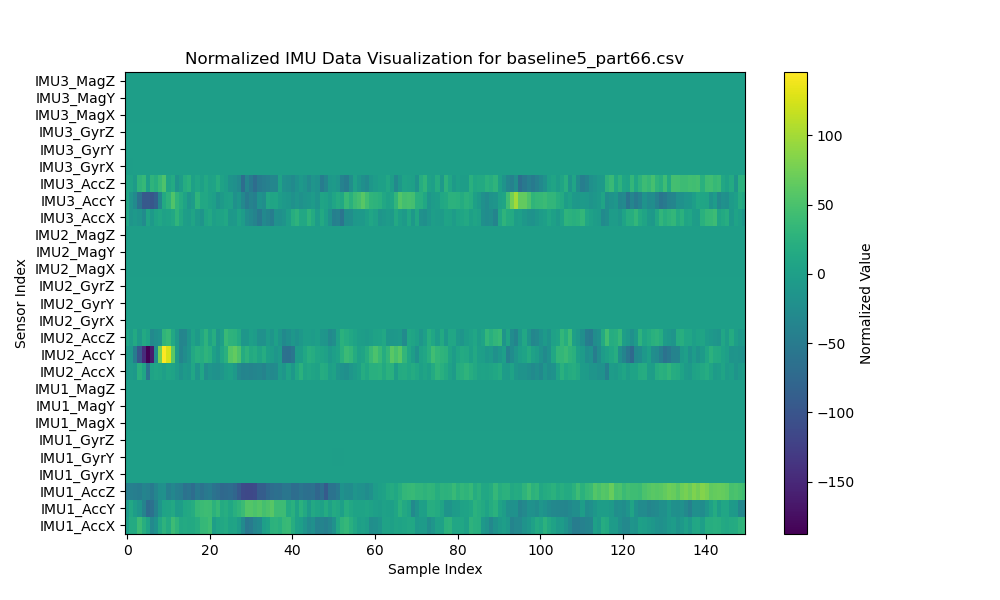 Normalized IMU Data Visualization for baseline5_part66.csv
IMU3_MagZ
IMU3_MagY
IMU3_MagX
IMU3_GyrZ
IMU3_GyrY
IMU3_GyrX
IMU3_AccZ
IMU3_AccY
IMU3_AccX
IMU2_MagZ
IMU2_MagY
IMU2_MagX
IMU2_GyrZ
IMU2_GyrY
IMU2_GyrX
IMU2_AccZ
IMU2_AccY
IMU2_AccX
IMU1_MagZ
IMU1_MagY
IMU1_MagX
IMU1_GyrZ
IMU1_GyrY
IMU1_GyrX
IMU1_AccZ
IMU1_AccY
IMU1_AccX
Sensor Index
0 20 40 60 80 100 120 140
Sample Index
100
50
0
−50
−100
−150
Normalized Value